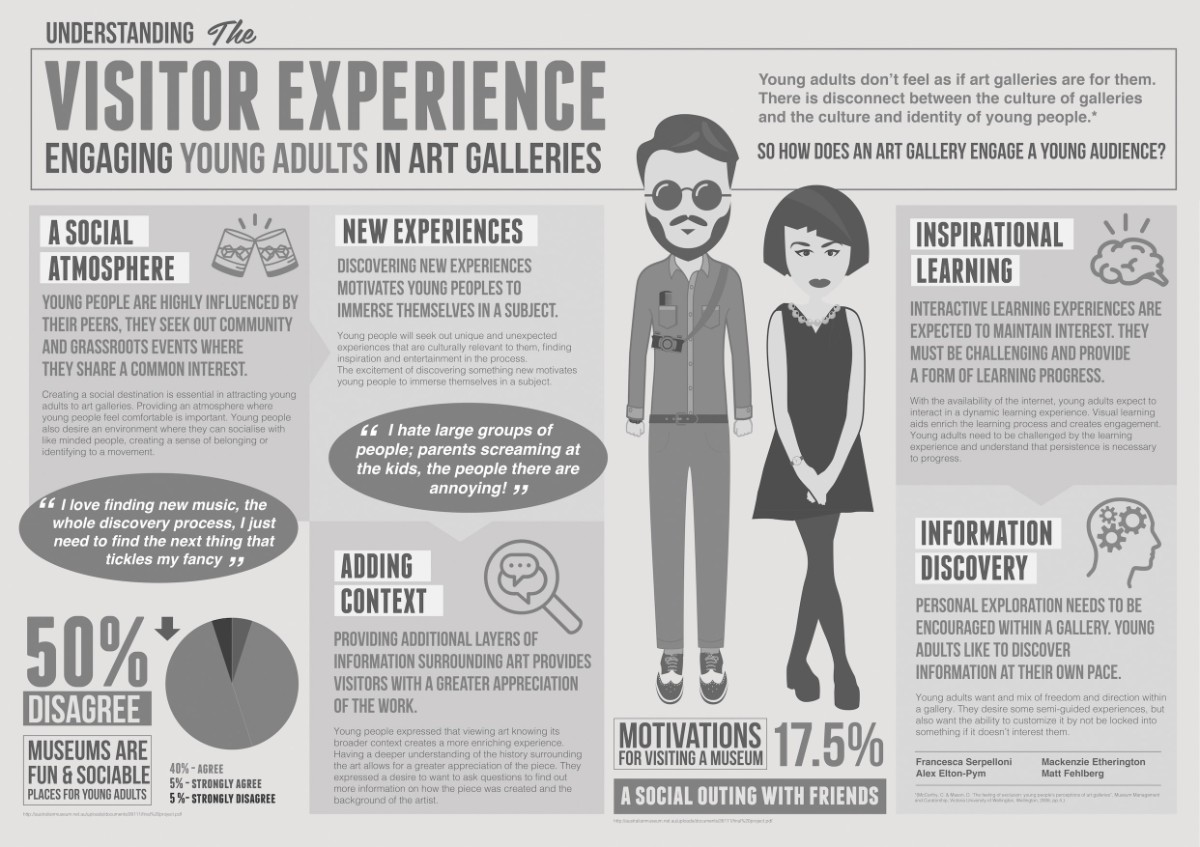 UNDERSTANDING The
VISITOR EXPERIENCE
ENGAGING YOUNG ADULTS IN ART GALLERIES
Young adults don't feel as if art galleries are for them.
There is disconnect between the culture of galleries
and the culture and identity of young people.*
SO HOW DOES AN ART GALLERY ENGAGE A YOUNG AUDIENCE?
A SOCIAL
ATMOSPHERE
YOUNG PEOPLE ARE HIGHLY INFLUENCED BY
THEIR PEERS, THEY SEEK OUT COMMUNITY
AND GRASSROOTS EVENTS WHERE
THEY SHARE A COMMON INTEREST.
Creating a social destination is essential in attracting young
adults to art galleries. Providing an atmosphere where
young people feel comfortable is important. Young people
also desire an environment where they can socialise with
like minded people, creating a sense of belonging or
identifying to a movement.
“ I love finding new music, the
whole discovery process, I just
need to find the next thing that
tickles my fancy ”
50%
DISAGREE
MUSEUMS ARE
FUN & SOCIABLE
PLACES FOR YOUNG ADULTS
40% - AGREE
5% - STRONGLY AGREE
5 % - STRONGLY DISAGREE
NEW EXPERIENCES
DISCOVERING NEW EXPERIENCES
MOTIVATES YOUNG PEOPLES TO
IMMERSE THEMSELVES IN A SUBJECT.
Young people will seek out unique and unexpected
experiences that are culturally relevant to them, finding
inspiration and entertainment in the process.
The excitement of discovering something new motivates
young people to immerse themselves in a subject.
“ I hate large groups of
people; parents screaming at
the kids, the people there are
annoying! ”
ADDING
CONTEXT
PROVIDING ADDITIONAL LAYERS OF
INFORMATION SURROUNDING ART PROVIDES
VISITORS WITH A GREATER APPRECIATION
OF THE WORK.
Young people expressed that viewing art knowing its
broader context creates a more enriching experience.
Having a deeper understanding of the history surrounding
the art allows for a greater appreciation of the piece. They
expressed a desire to want to ask questions to find out
more information on how the piece was created and the
background of the artist.
MOTIVATIONS
FOR VISITING A MUSEUM
17.5%
A SOCIAL OUTING WITH FRIENDS
INSPIRATIONAL
LEARNING
INTERACTIVE LEARNING EXPERIENCES ARE
EXPECTED TO MAINTAIN INTEREST. THEY
MUST BE CHALLENGING AND PROVIDE
A FORM OF LEARNING PROGRESS.
With the availability of the internet, young adults expect to
interact in a dynamic learning experience. Visual learning
aids enrich the learning process and creates engagement.
Young adults need to be challenged by the learning
experience and understand that persistence is necessary
to progress.
INFORMATION
DISCOVERY
PERSONAL EXPLORATION NEEDS TO BE
ENCOURAGED WITHIN A GALLERY. YOUNG
ADULTS LIKE TO DISCOVER
INFORMATION AT THEIR OWN PACE.
Young adults want and mix of freedom and direction within
a gallery. They desire some semi-guided experiences, but
also want the ability to customize it by not be locked into
something if it doesn't interest them.
Francesca Serpelloni
Alex Elton-Pym
Mackenzie Etherington
Matt Fehlberg